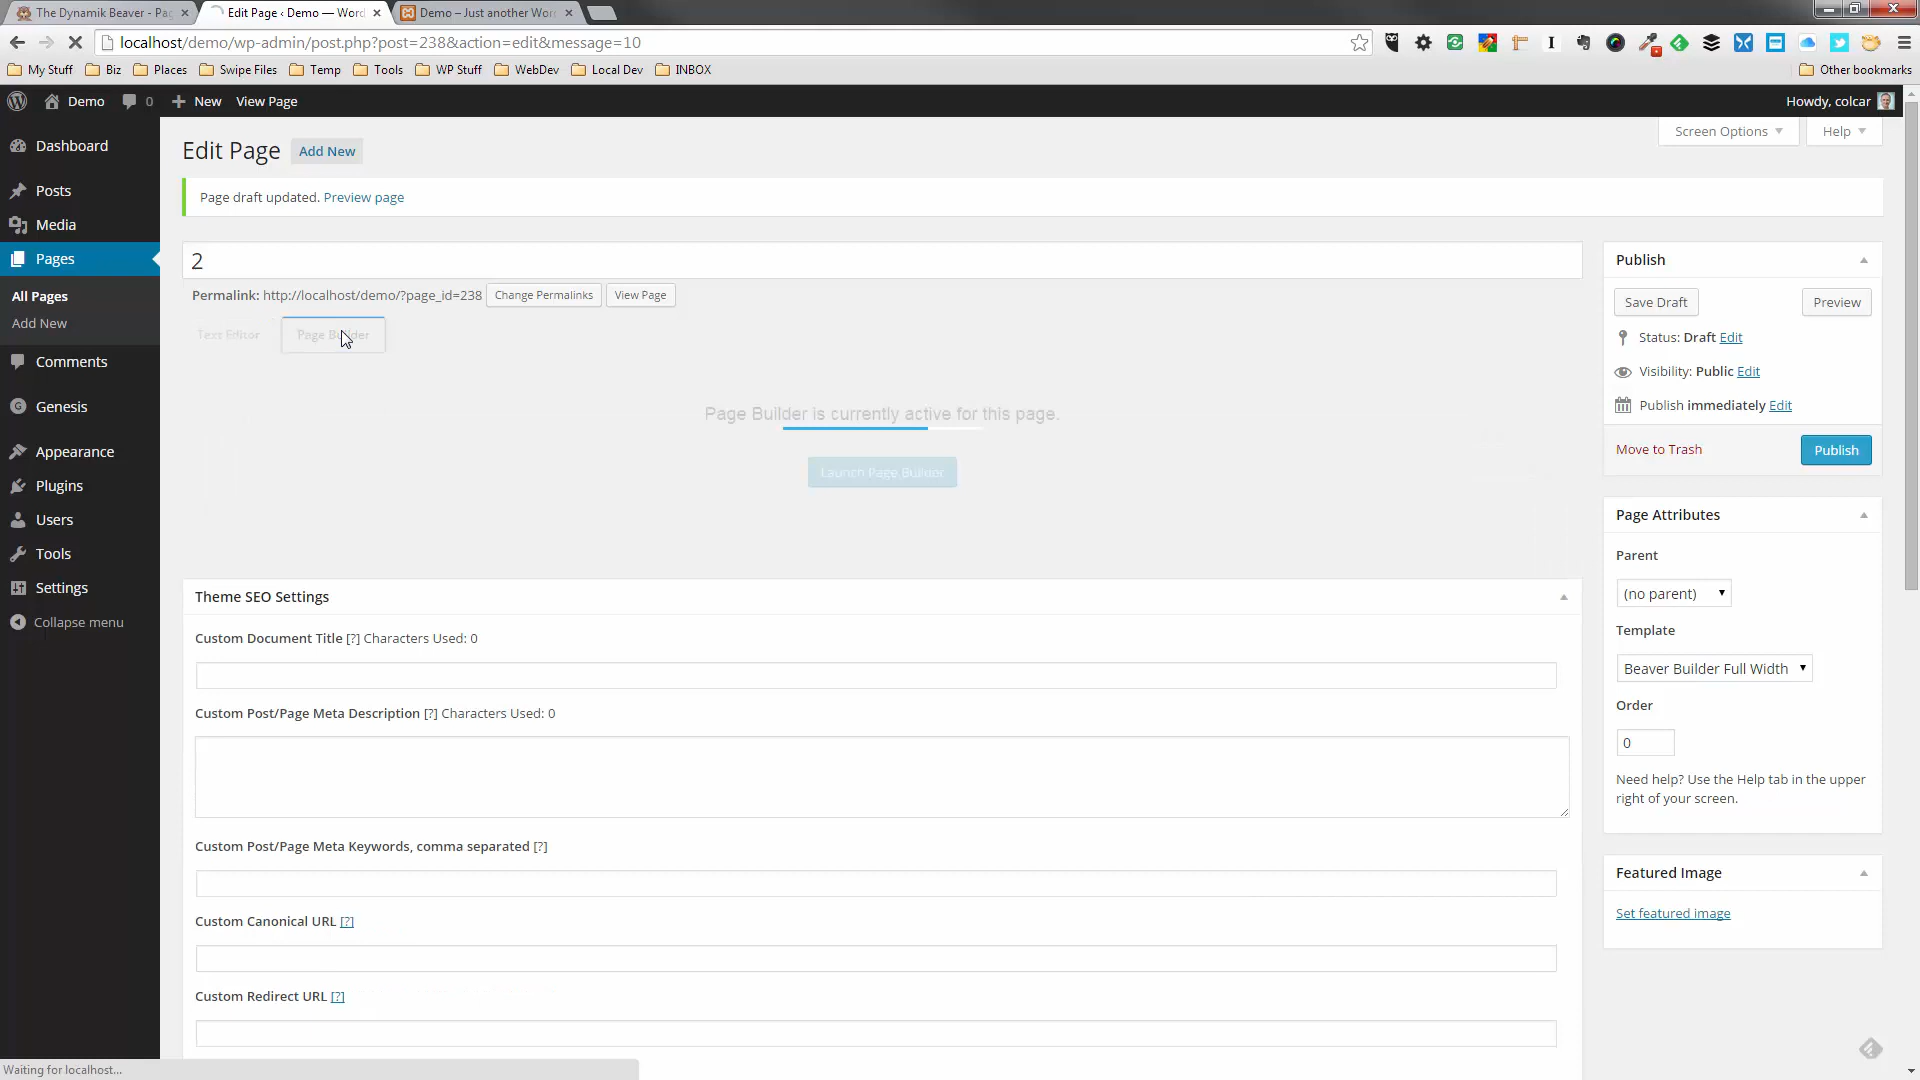 The Dynamik Beaver - Pag
Edit Page ‹ Demo — Word
Demo – Just another Wor
localhost/demo/wp-admin/post.php?post=238&action=edit&message=10
My Stuff
Biz
Places
Swipe Files
Temp
Tools
WP Stuff
WebDev
Local Dev
INBOX
Other bookmarks
Demo
0
New
View Page
Howdy, colcar
Dashboard
Posts
Media
Pages
All Pages
Add New
Comments
Genesis
Appearance
Plugins
Users
Tools
Settings
Collapse menu
Screen Options
Help
Edit Page
Add New
Page draft updated. Preview page
2
Permalink: http://localhost/demo/?page_id=238
Change Permalinks
View Page
Text Editor
Page Builder
Page Builder is currently active for this page.
Launch Page Builder
Theme SEO Settings
Custom Document Title [?] Characters Used: 0
Custom Post/Page Meta Description [?] Characters Used: 0
Custom Post/Page Meta Keywords, comma separated [?]
Custom Canonical URL [?]
Custom Redirect URL [?]
Publish
Save Draft
Preview
Status: Draft Edit
Visibility: Public Edit
Publish immediately Edit
Move to Trash
Publish
Page Attributes
Parent
(no parent)
Template
Beaver Builder Full Width
Order
0
Need help? Use the Help tab in the upper
right of your screen.
Featured Image
Set featured image
Waiting for localhost...